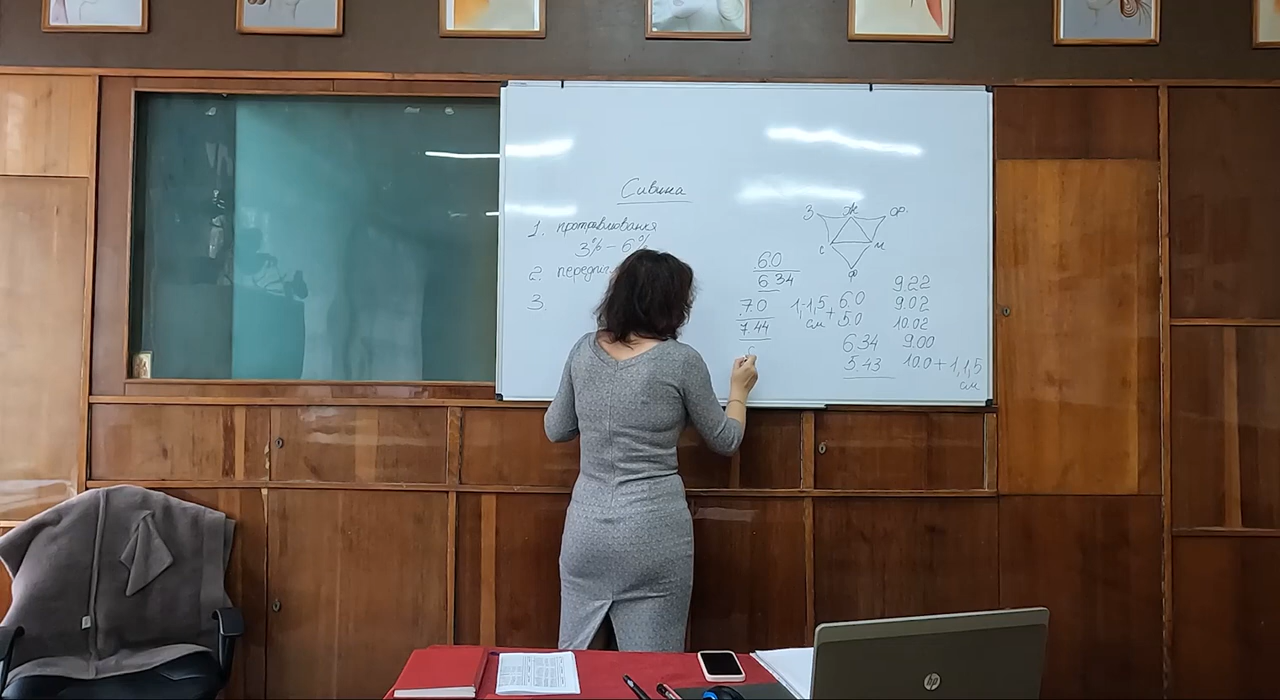 Сивина
1. протравлювання
3% – 6%
2.
3.
З Ж ОР.
С М
Ф
6.0
6.34
7.0
7.44
1,-1,5 + 6.0
см 5.0
6.34
5.43
9.22
9.02
10.02
9.00
10.0 + 1,1,5
см
hp